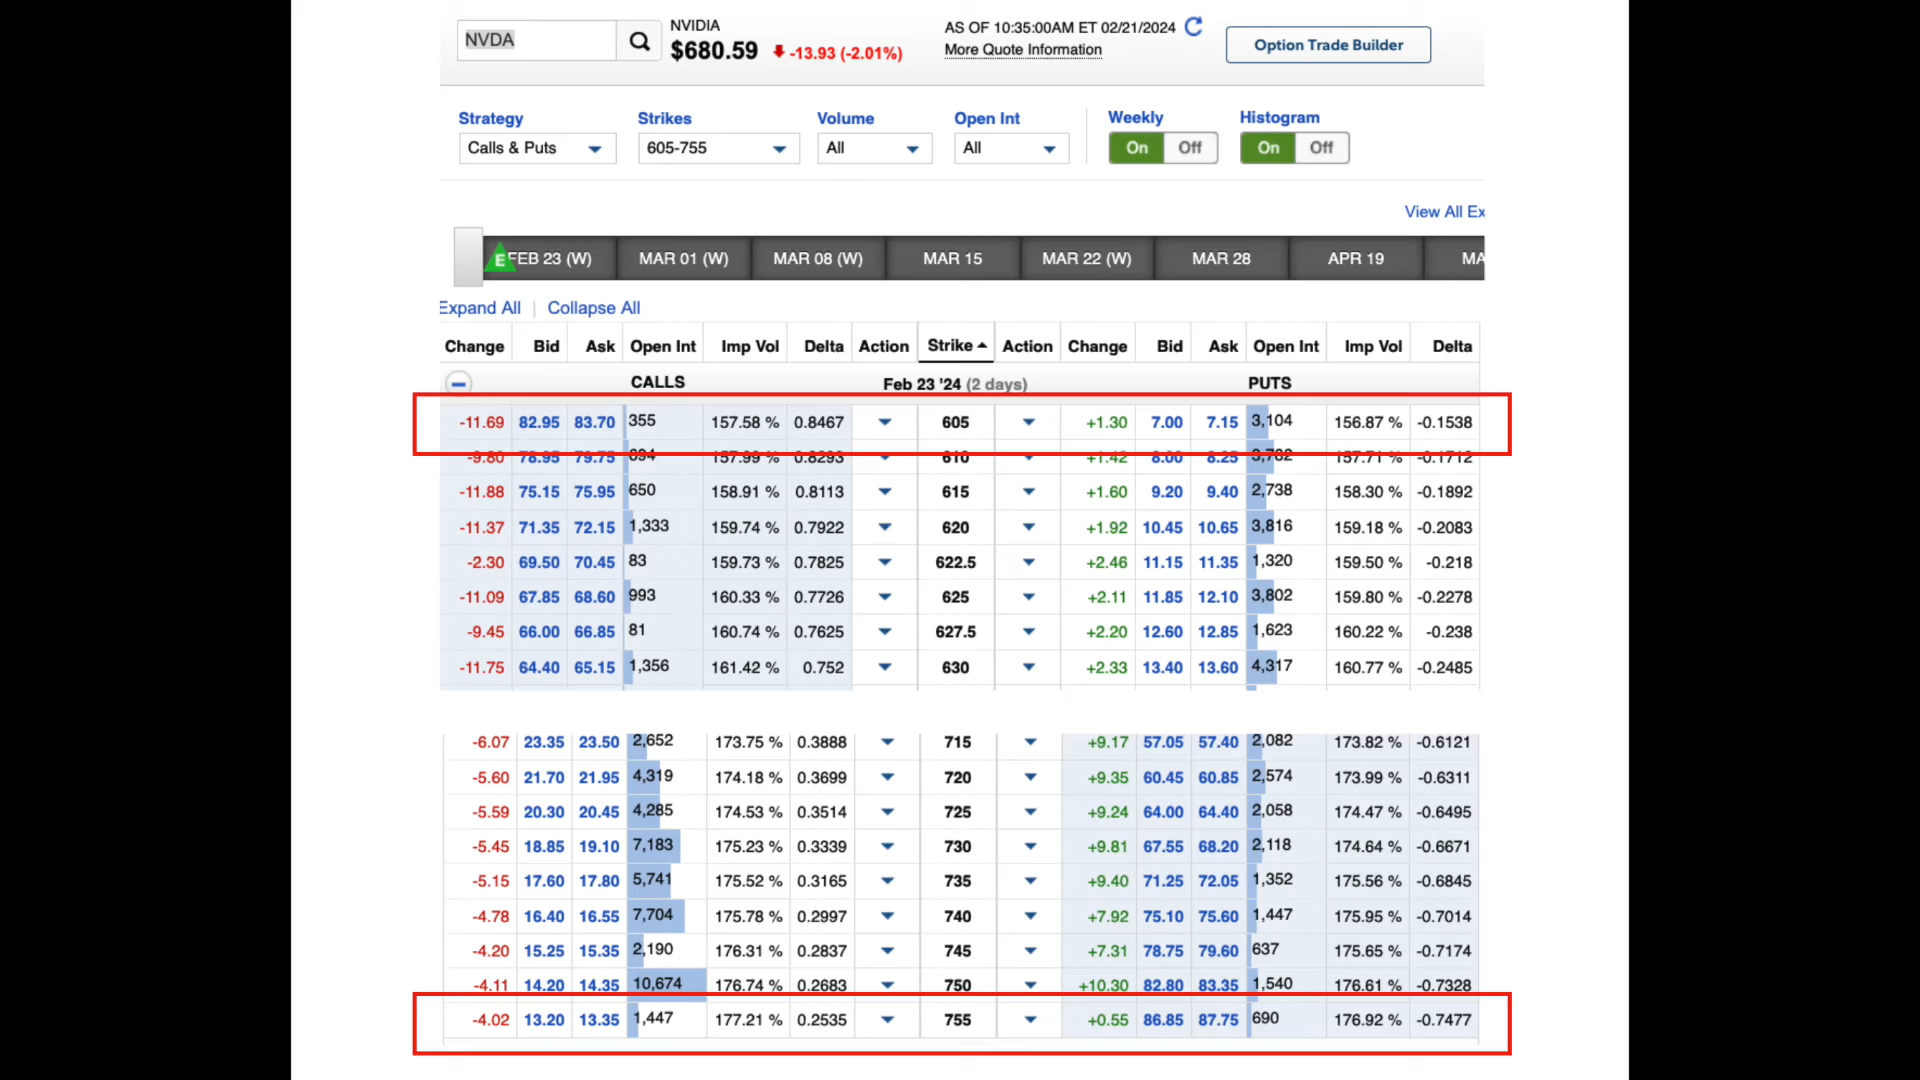 NVDA
NVIDIA
$680.59 -13.93 (-2.01%)
AS OF 10:35:00AM ET 02/21/2024
More Quote Information
Option Trade Builder
Strategy Strikes Volume Open Int Weekly Histogram
Calls & Puts 605-755 All All On Off On Off
View All Ex
E FEB 23 (W) MAR 01 (W) MAR 08 (W) MAR 15 MAR 22 (W) MAR 28 APR 19 MA
Expand All | Collapse All
Change Bid Ask Open Int Imp Vol Delta Action Strike Action Change Bid Ask Open Int Imp Vol Delta
CALLS Feb 23 '24 (2 days) PUTS
-11.69 82.95 83.70 355 157.58 % 0.8467 605 +1.30 7.00 7.15 3,104 156.87 % -0.1538
-9.80 78.95 79.75 694 157.99 % 0.8293 610 +1.42 8.00 8.25 3,782 157.71 % -0.1712
-11.88 75.15 75.95 650 158.91 % 0.8113 615 +1.60 9.20 9.40 2,738 158.30 % -0.1892
-11.37 71.35 72.15 1,333 159.74 % 0.7922 620 +1.92 10.45 10.65 3,816 159.18 % -0.2083
-2.30 69.50 70.45 83 159.73 % 0.7825 622.5 +2.46 11.15 11.35 1,320 159.50 % -0.218
-11.09 67.85 68.60 993 160.33 % 0.7726 625 +2.11 11.85 12.10 3,802 159.80 % -0.2278
-9.45 66.00 66.85 81 160.74 % 0.7625 627.5 +2.20 12.60 12.85 1,623 160.22 % -0.238
-11.75 64.40 65.15 1,356 161.42 % 0.752 630 +2.33 13.40 13.60 4,317 160.77 % -0.2485
-6.07 23.35 23.50 2,652 173.75 % 0.3888 715 +9.17 57.05 57.40 2,082 173.82 % -0.6121
-5.60 21.70 21.95 4,319 174.18 % 0.3699 720 +9.35 60.45 60.85 2,574 173.99 % -0.6311
-5.59 20.30 20.45 4,285 174.53 % 0.3514 725 +9.24 64.00 64.40 2,058 174.47 % -0.6495
-5.45 18.85 19.10 7,183 175.23 % 0.3339 730 +9.81 67.55 68.20 2,118 174.64 % -0.6671
-5.15 17.60 17.80 5,741 175.52 % 0.3165 735 +9.40 71.25 72.05 1,352 175.56 % -0.6845
-4.78 16.40 16.55 7,704 175.78 % 0.2997 740 +7.92 75.10 75.60 1,447 175.95 % -0.7014
-4.20 15.25 15.35 2,190 176.31 % 0.2837 745 +7.31 78.75 79.60 637 175.65 % -0.7174
-4.11 14.20 14.35 10,674 176.74 % 0.2683 750 +10.30 82.80 83.35 1,540 176.61 % -0.7328
-4.02 13.20 13.35 1,447 177.21 % 0.2535 755 +0.55 86.85 87.75 690 176.92 % -0.7477